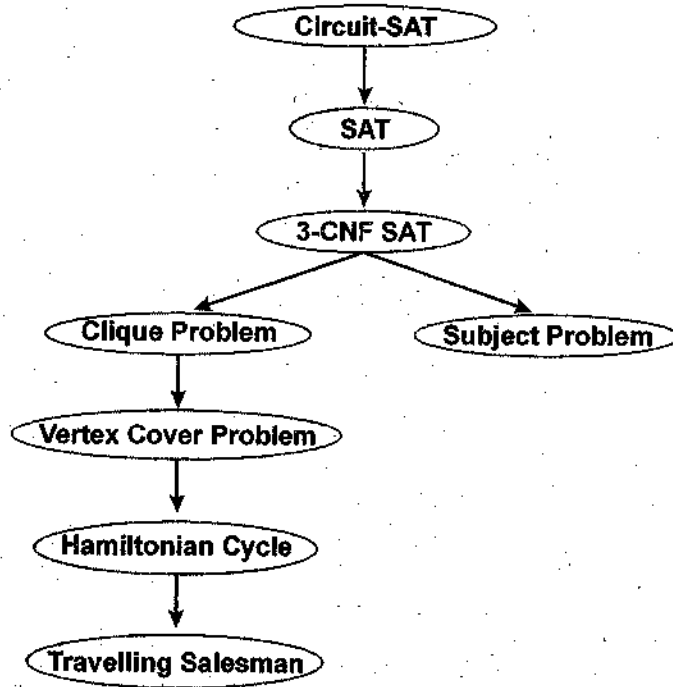 Circuit-SAT
SAT
3-CNF SAT
Clique Problem
Subject Problem
Vertex Cover Problem
Hamiltonian Cycle
Travelling Salesman